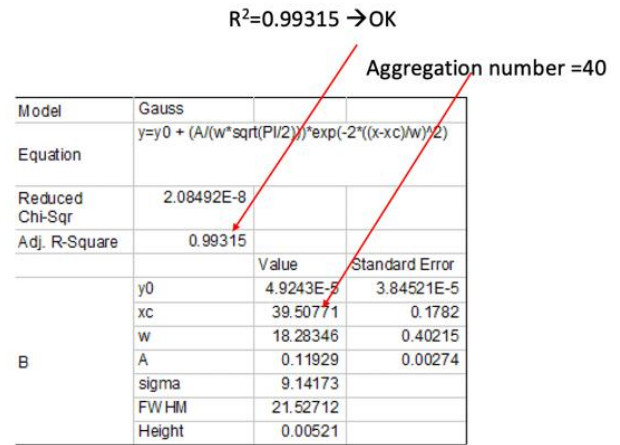 R²=0.99315 →OK
Aggregation number =40
Model Gauss
Equation y=y0 + (A/(w*sqrt(PI/2)))*exp(-2*((x-xc)/w)^2)
Reduced Chi-Sqr 2.08492E-8
Adj. R-Square 0.99315
Value Standard Error
B y0 4.9243E-5 3.84521E-5
xc 39.50771 0.1782
w 18.28346 0.40215
A 0.11929 0.00274
sigma 9.14173
FWHM 21.52712
Height 0.00521